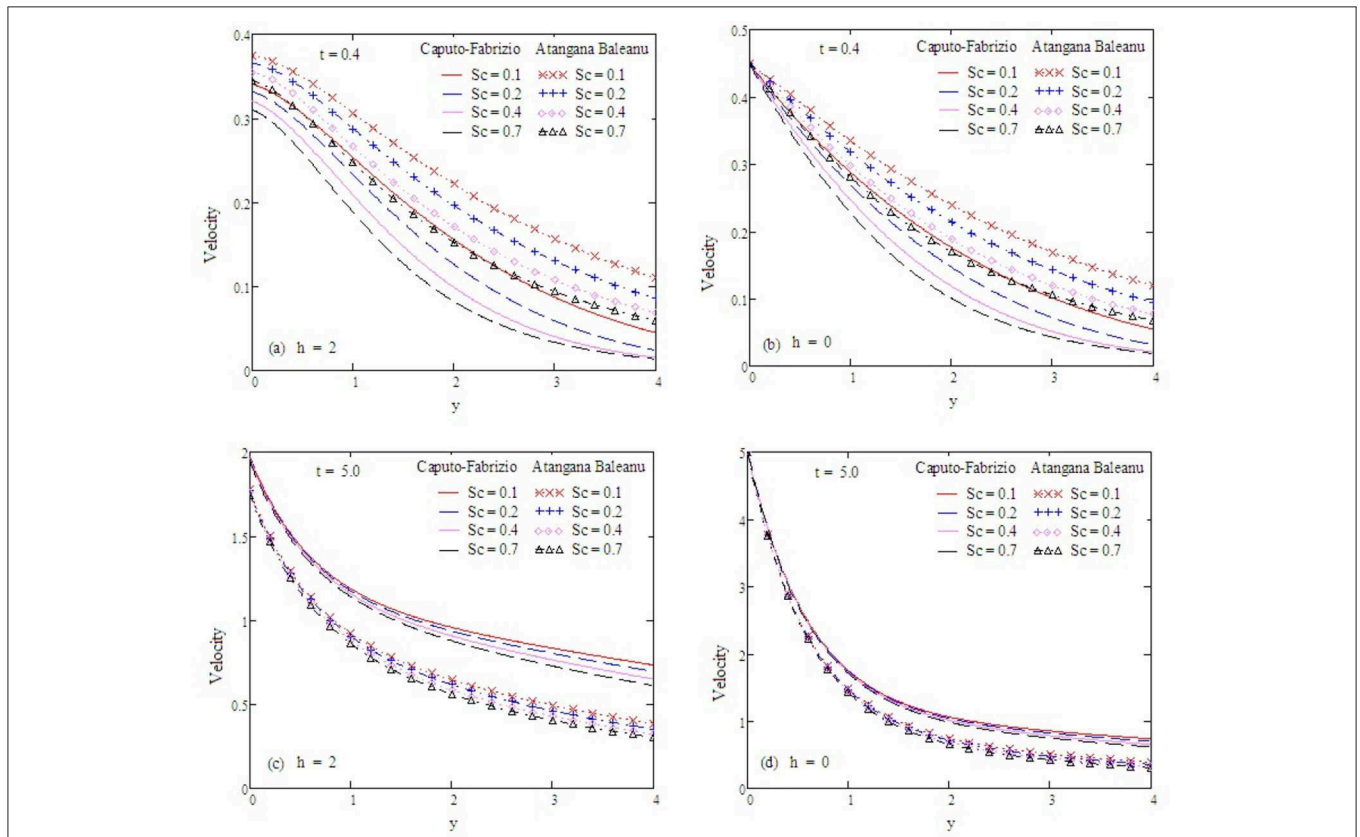 0.4
t = 0.4
Caputo-Fabrizio Atangana Baleanu
Sc = 0.1 Sc = 0.1
Sc = 0.2 Sc = 0.2
Sc = 0.4 Sc = 0.4
Sc = 0.7 Sc = 0.7
0.3
0.2
0.1
0
Velocity
(a) h = 2
0 1 2 3 4
y
0.5
t = 0.4
Caputo-Fabrizio Atangana Baleanu
Sc = 0.1 Sc = 0.1
Sc = 0.2 Sc = 0.2
Sc = 0.4 Sc = 0.4
Sc = 0.7 Sc = 0.7
0.4
0.3
0.2
0.1
0
Velocity
(b) h = 0
0 1 2 3 4
y
2
t = 5.0
Caputo-Fabrizio Atangana Baleanu
Sc = 0.1 Sc = 0.1
Sc = 0.2 Sc = 0.2
Sc = 0.4 Sc = 0.4
Sc = 0.7 Sc = 0.7
1.5
1
0.5
0
Velocity
(c) h = 2
0 1 2 3 4
y
5
t = 5.0
Caputo-Fabrizio Atangana Baleanu
Sc = 0.1 Sc = 0.1
Sc = 0.2 Sc = 0.2
Sc = 0.4 Sc = 0.4
Sc = 0.7 Sc = 0.7
4
3
2
1
0
Velocity
(d) h = 0
0 1 2 3 4
y